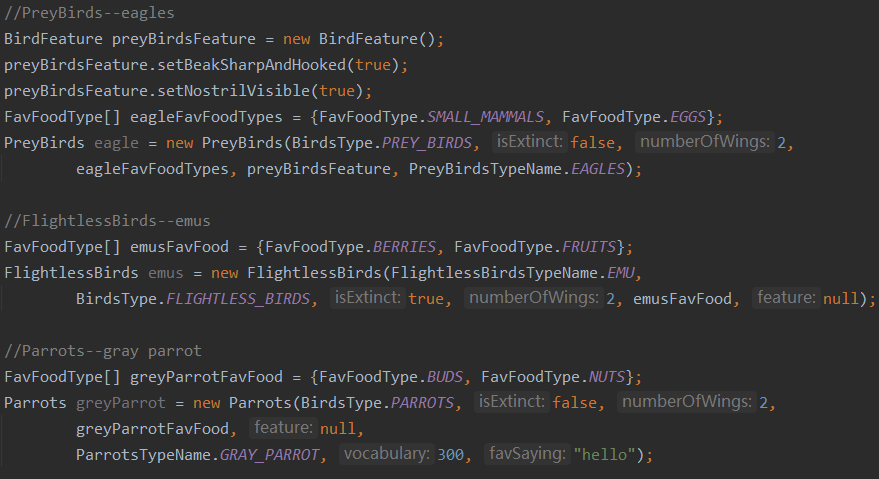 //PreyBirds--eagles
BirdFeature preyBirdsFeature = new BirdFeature();
preyBirdsFeature.setBeakSharpAndHooked(true);
preyBirdsFeature.setNostrilVisible(true);
FavFoodType[] eagleFavFoodTypes = {FavFoodType.SMALL_MAMMALS, FavFoodType.EGGS};
PreyBirds eagle = new PreyBirds(BirdsType.PREY_BIRDS, isExtinct: false, numberOfWings: 2,
eagleFavFoodTypes, preyBirdsFeature, PreyBirdsTypeName.EAGLES);
//FlightlessBirds--emus
FavFoodType[] emusFavFood = {FavFoodType.BERRIES, FavFoodType.FRUITS};
FlightlessBirds emus = new FlightlessBirds(FlightlessBirdsTypeName.EMU,
BirdsType.FLIGHTLESS_BIRDS, isExtinct: true, numberOfWings: 2, emusFavFood, feature: null);
//Parrots--gray parrot
FavFoodType[] greyParrotFavFood = {FavFoodType.BUDS, FavFoodType.NUTS};
Parrots greyParrot = new Parrots(BirdsType.PARROTS, isExtinct: false, numberOfWings: 2,
greyParrotFavFood, feature: null,
ParrotsTypeName.GRAY_PARROT, vocabulary: 300, favSaying: "hello");